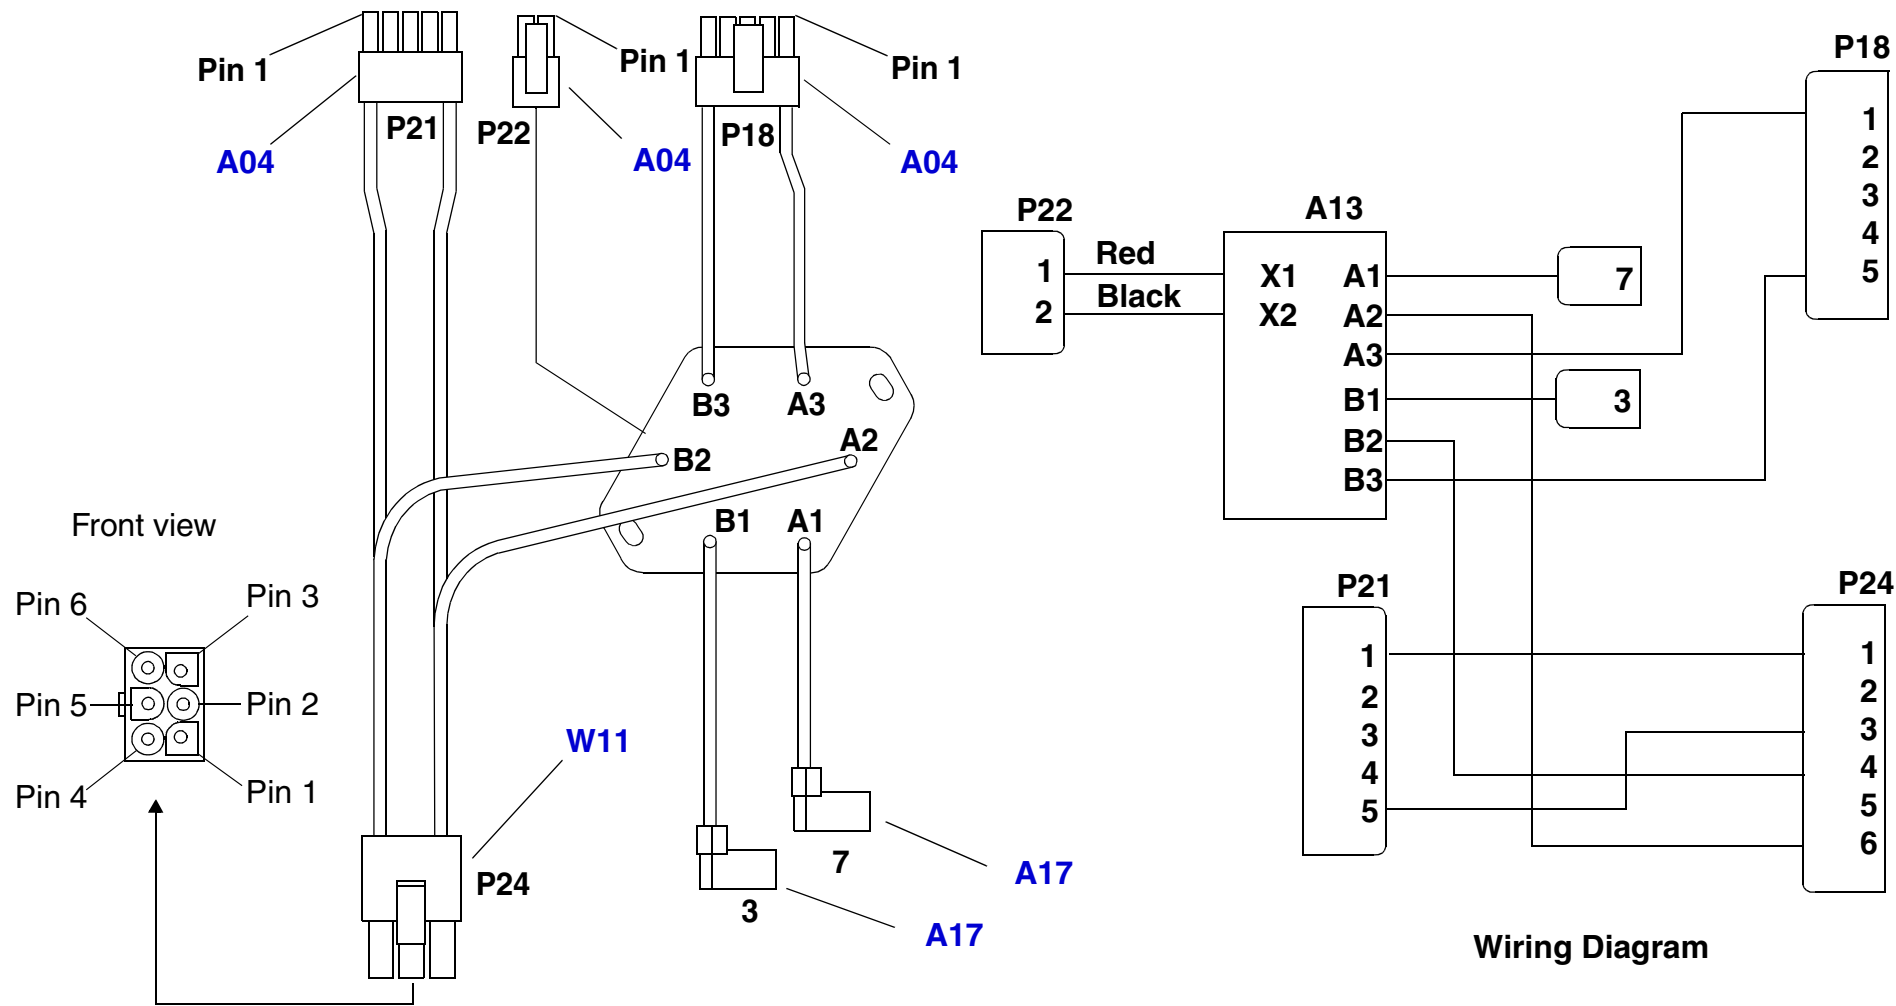 Pin 1
A04
P21
P22
Pin 1
A04
P18
Pin 1
A04
B3
A3
B2
A2
B1
A1
Front view
Pin 6
Pin 3
Pin 5
Pin 2
Pin 4
Pin 1
W11
P24
7
A17
3
A17
P22
1
2
Red
Black
A13
X1
X2
A1
A2
A3
B1
B2
B3
7
3
P18
1
2
3
4
5
P21
1
2
3
4
5
P24
1
2
3
4
5
6
Wiring Diagram